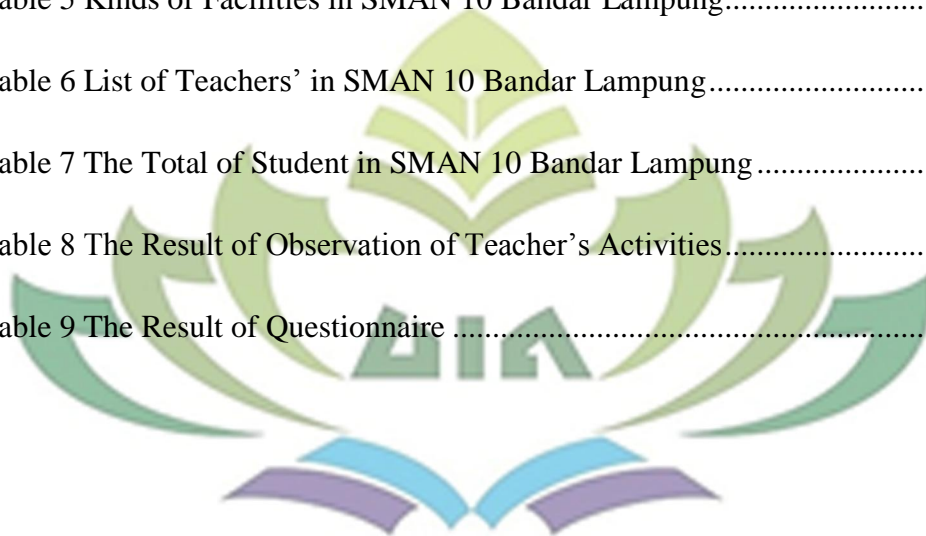 able 5 Kinds of Facilities in SMAN 10 Bandar Lampung.........................
able 6 List of Teachers’ in SMAN 10 Bandar Lampung...........................
able 7 The Total of Student in SMAN 10 Bandar Lampung.....................
able 8 The Result of Observation of Teacher’s Activities.........................
able 9 The Result of Questionnaire............................................................